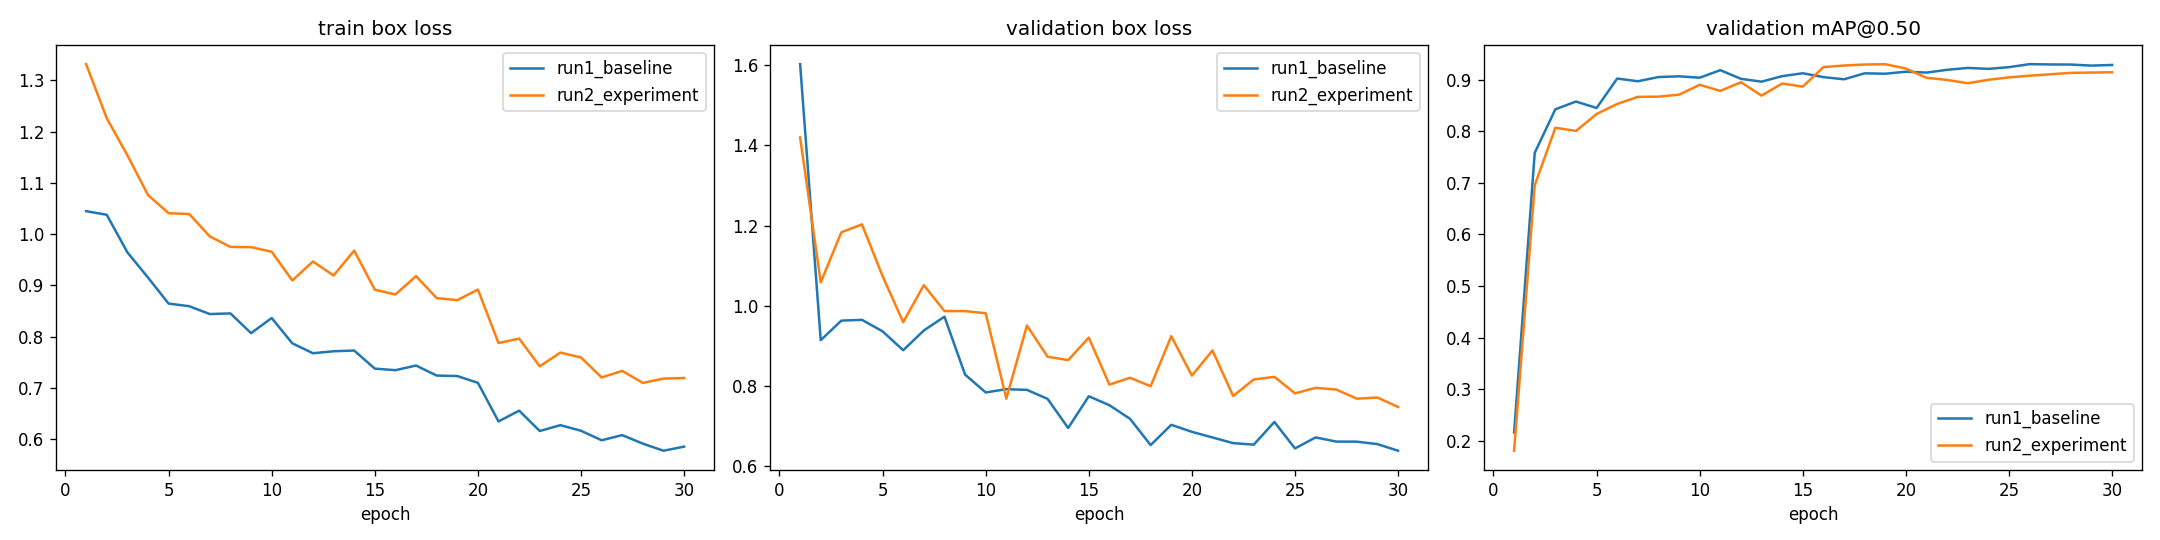 train box loss
run1_baseline
run2_experiment
1.3
1.2
1.1
1.0
0.9
0.8
0.7
0.6
0 5 10 15 20 25 30
epoch
validation box loss
run1_baseline
run2_experiment
1.6
1.4
1.2
1.0
0.8
0.6
0 5 10 15 20 25 30
epoch
validation mAP@0.50
0.9
0.8
0.7
0.6
0.5
0.4
0.3
0.2
run1_baseline
run2_experiment
0 5 10 15 20 25 30
epoch